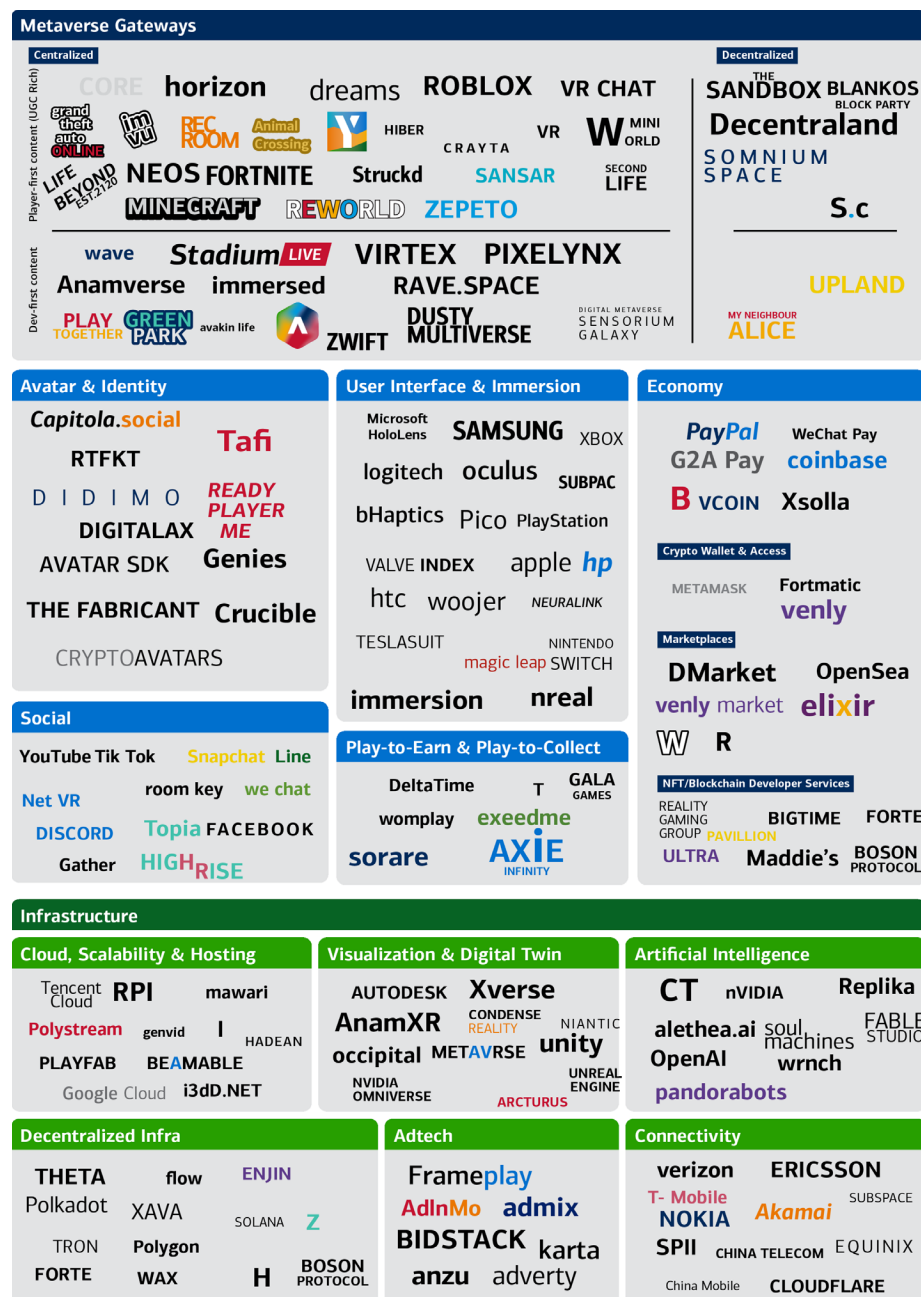 Metaverse Gateways
Centralized
Player-first content (UGC Rich)
CORE horizon dreams ROBLOX VR CHAT
grand
theft
auto
ONLINE
im
vu
REC
ROOM
Animal
Crossing
Y
HIBER
CRAYTA
VR
W MINI
ORLD
LIFE
BEYOND
EST.2120
NEOS FORTNITE Struckd SANSAR
SECOND
LIFE
MINECRAFT REWORLD ZEPETO
Dev-first content
wave Stadium LIVE VIRTEX PIXELYNX
Anamverse immersed RAVE.SPACE
PLAY
TOGETHER
GREEN
PARK
avakin life
ZWIFT
DUSTY
MULTIVERSE
DIGITAL METAVERSE
SENSORIUM
GALAXY
Decentralized
THE
SANDBOX
BLANKOS
BLOCK PARTY
Decentraland
SOMNIUM
SPACE
S.c
UPLAND
MY NEIGHBOUR
ALICE
Avatar & Identity
Capitola.social
Tafi
RTFKT
DIDIMO
READY
PLAYER
ME
DIGITALAX
AVATAR SDK
Genies
THE FABRICANT
Crucible
CRYPTOAVATARS
Social
YouTube Tik Tok Snapchat Line
Net VR room key we chat
DISCORD Topia FACEBOOK
Gather HIGHRISE
User Interface & Immersion
Microsoft
HoloLens
SAMSUNG
XBOX
logitech oculus SUBPAC
bHaptics Pico PlayStation
VALVE INDEX apple hp
htc woojer NEURALINK
TESLASUIT
magic leap
NINTENDO
SWITCH
immersion nreal
Play-to-Earn & Play-to-Collect
DeltaTime T
GALA
GAMES
womplay exeedme
sorare
AXiE
INFINITY
Economy
PayPal WeChat Pay
G2A Pay coinbase
B VCOIN Xsolla
Crypto Wallet & Access
METAMASK Fortmatic
venly
Marketplaces
DMarket OpenSea
venly market elixir
W R
NFT/Blockchain Developer Services
REALITY
GAMING
GROUP
PAVILLION
BIGTIME FORTE
ULTRA Maddie's
BOSON
PROTOCOL
Infrastructure
Cloud, Scalability & Hosting
Tencent
Cloud
RPI mawari
Polystream genvid I HADEAN
PLAYFAB BEAMABLE
Google Cloud i3dD.NET
Visualization & Digital Twin
AUTODESK Xverse
AnamXR
CONDENSE
REALITY
NIANTIC
occipital METAVRSE unity
NVIDIA
OMNIVERSE
UNREAL
ENGINE
ARCTURUS
Artificial Intelligence
CT nVIDIA Replika
alethea.ai
soul
machines
FABLE
STUDIO
OpenAI wrnch
pandorabots
Decentralized Infra
THETA flow ENJIN
Polkadot XAVA SOLANA Z
TRON Polygon
FORTE WAX H
BOSON
PROTOCOL
Adtech
Frameplay
AdInMo admix
BIDSTACK karta
anzu adverty
Connectivity
verizon ERICSSON
T- Mobile
NOKIA
Akamai
SUBSPACE
SPII CHINA TELECOM EQUINIX
China Mobile CLOUDFLARE